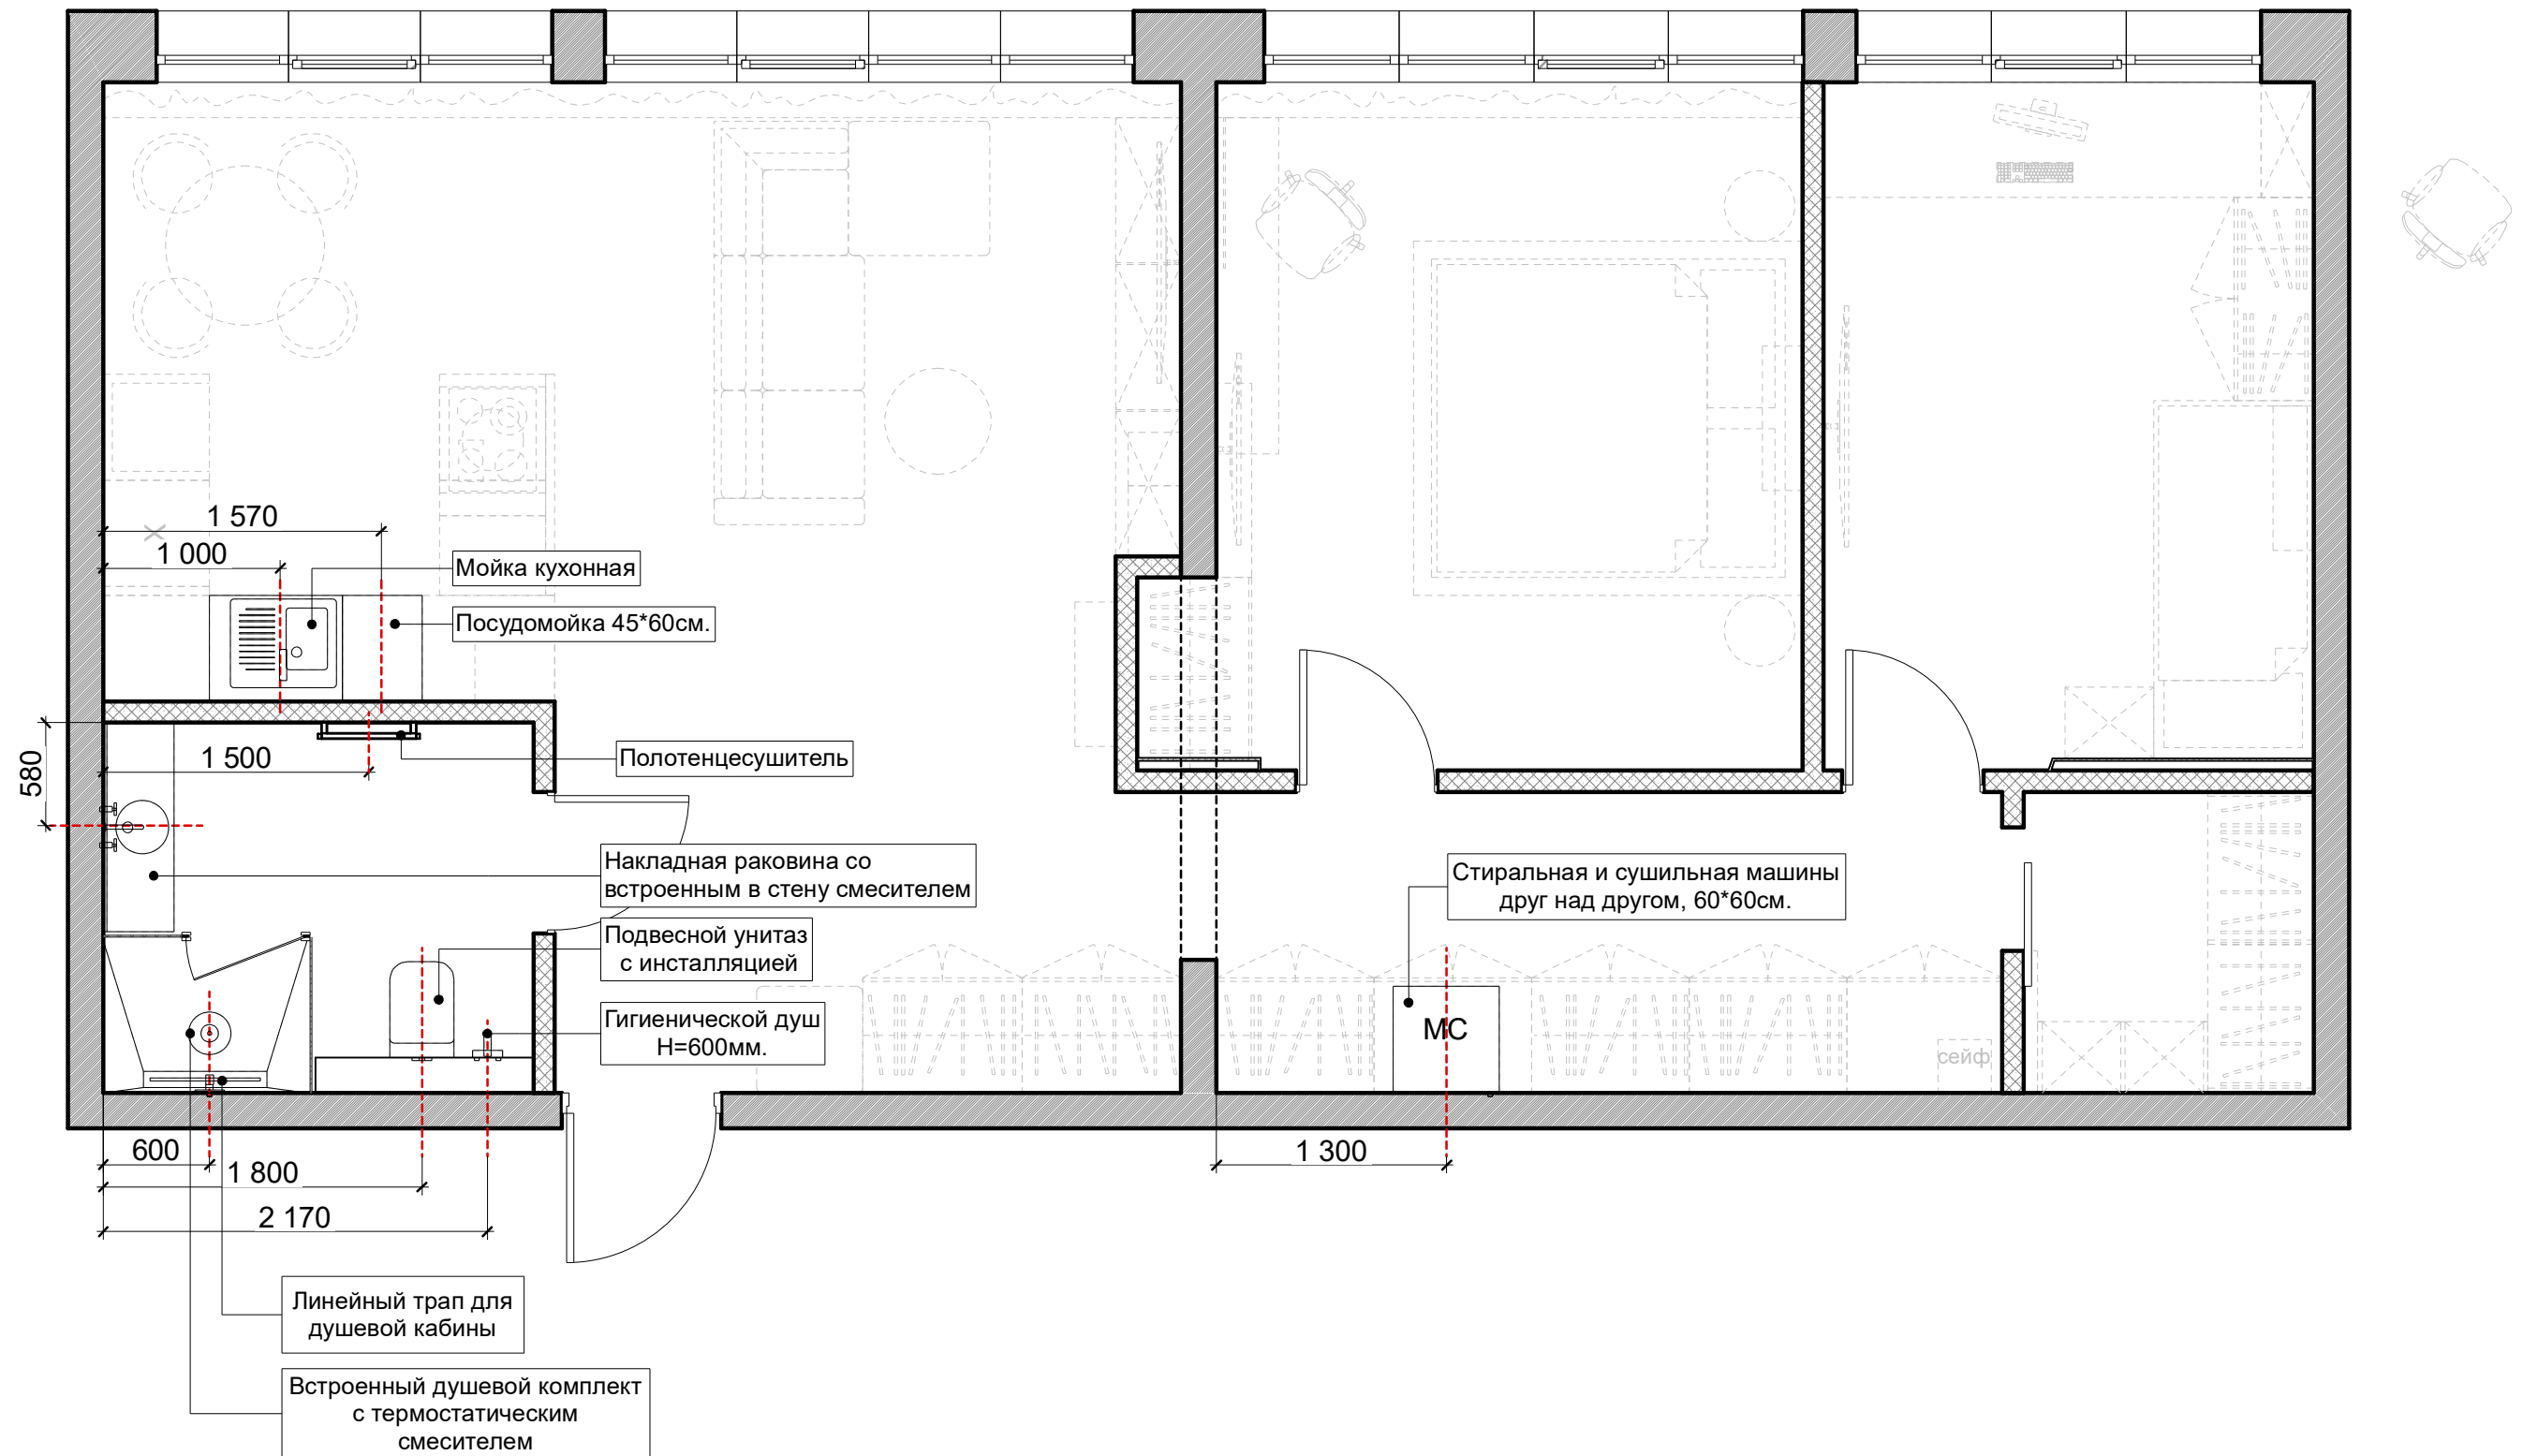 1 570
1 000
Мойка кухонная
Посудомойка 45*60см.
580
1 500
Полотенцесушитель
Накладная раковина со
встроенным в стену смесителем
Стиральная и сушильная машины
друг над другом, 60*60см.
Подвесной унитаз
с инсталляцией
Гигиенической душ
H=600мм.
МС
сейф
600
1 800
2 170
1 300
Линейный трап для
душевой кабины
Встроенный душевой комплект
с термостатическим
смесителем